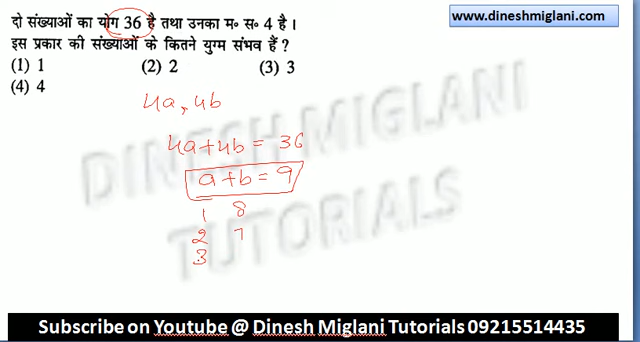 www.dineshmiglani.com
दो संख्याओं का योग 36 है तथा उनका म॰ स॰ 4 है।
इस प्रकार की संख्याओं के कितने युग्म संभव हैं ?
(1) 1 (2) 2 (3) 3
(4) 4
4a, 4b
4a+4b = 36
a+b = 9
1 8
2 7
3
DINESH MIGLANI
TUTORIALS
Subscribe on Youtube @ Dinesh Miglani Tutorials 09215514435